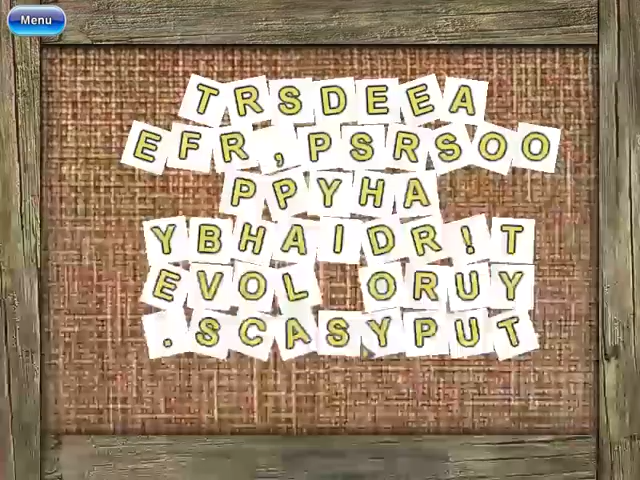 Menu
TRSDEEA
EFR,PSRSOO
PPYHA
YBHAIDR!T
EVOL ORUY
.SCASYPUT